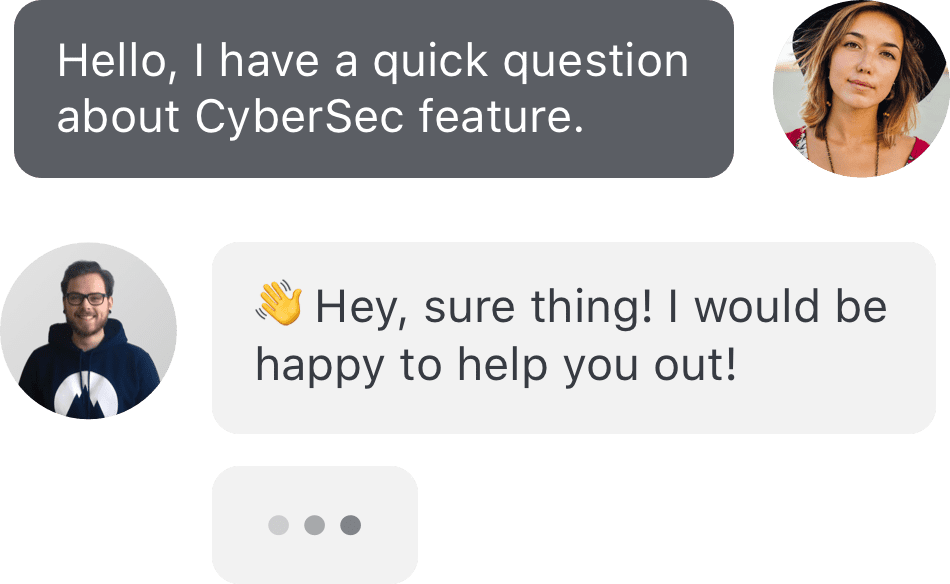 Hello, I have a quick question
about CyberSec feature.
👋 Hey, sure thing! I would be
happy to help you out!